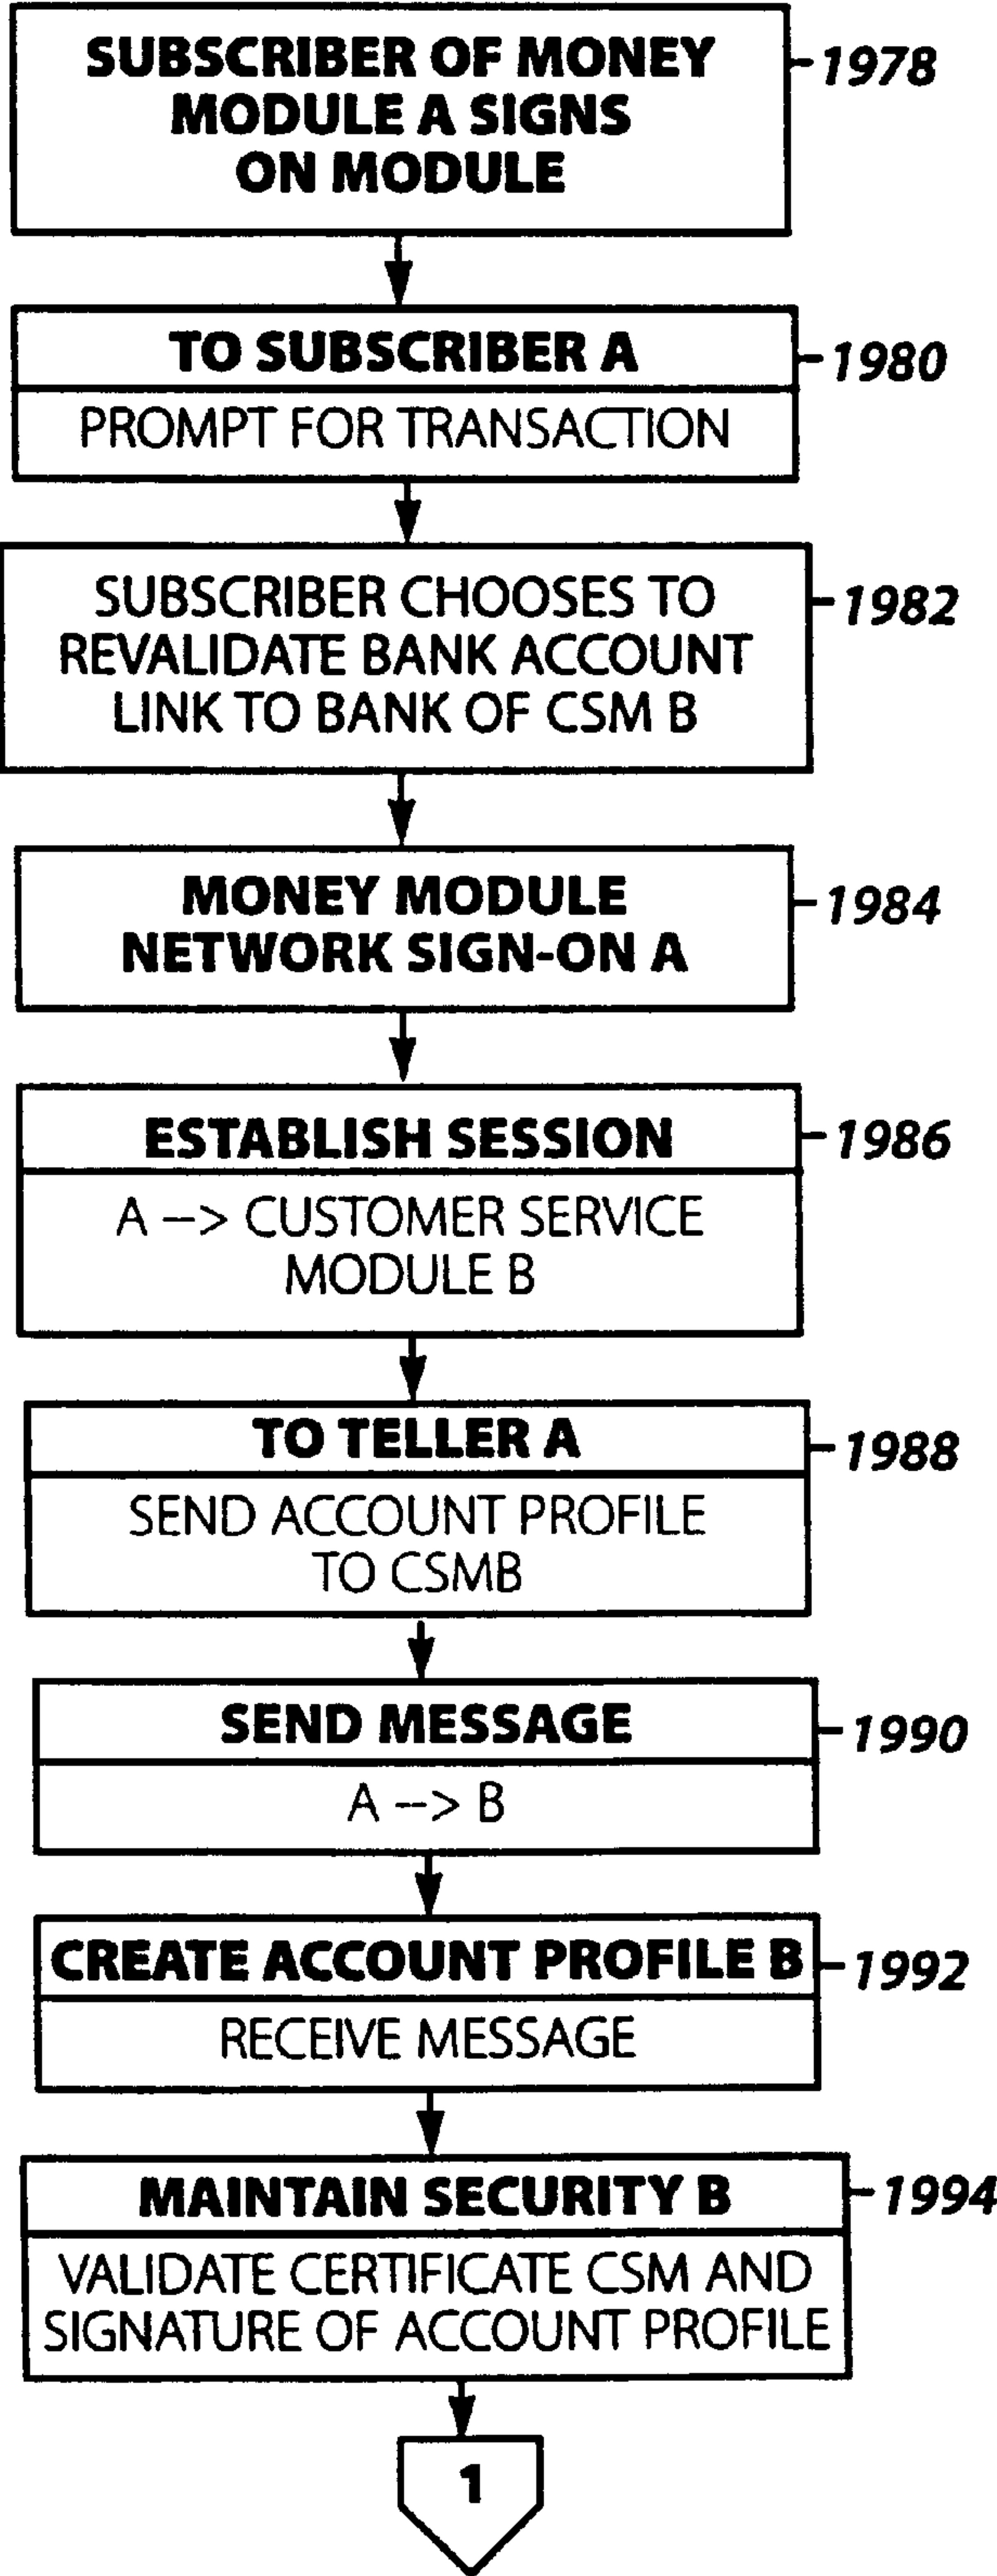 SUBSCRIBER OF MONEY
MODULE A SIGNS
ON MODULE
1978
TO SUBSCRIBER A
1980
PROMPT FOR TRANSACTION
SUBSCRIBER CHOOSES TO
REVALIDATE BANK ACCOUNT
LINK TO BANK OF CSM B
1982
MONEY MODULE
NETWORK SIGN-ON A
1984
ESTABLISH SESSION
1986
A --> CUSTOMER SERVICE
MODULE B
TO TELLER A
1988
SEND ACCOUNT PROFILE
TO CSMB
SEND MESSAGE
1990
A --> B
CREATE ACCOUNT PROFILE B
1992
RECEIVE MESSAGE
MAINTAIN SECURITY B
1994
VALIDATE CERTIFICATE CSM AND
SIGNATURE OF ACCOUNT PROFILE
1